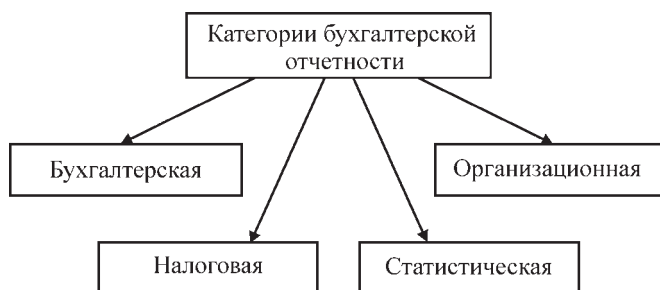 Категории бухгалтерской
отчетности
Бухгалтерская
Организационная
Налоговая
Статистическая